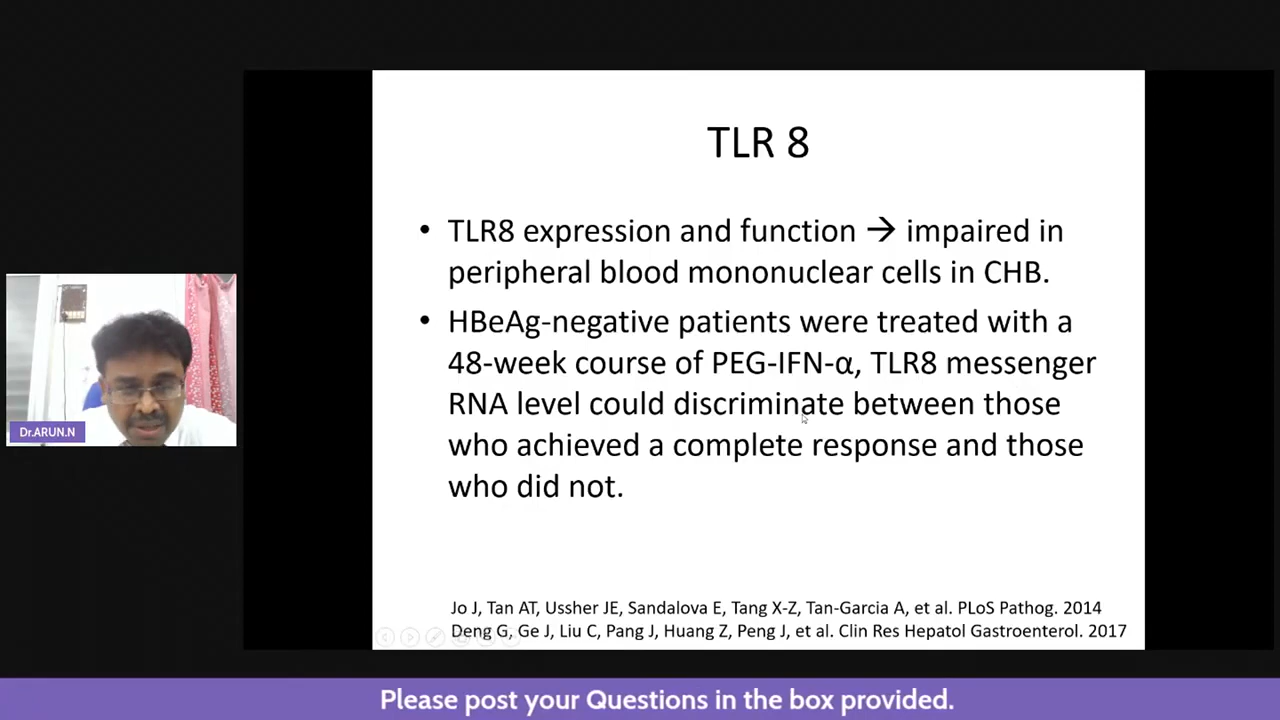 TLR 8
• TLR8 expression and function → impaired in
peripheral blood mononuclear cells in CHB.
• HBeAg-negative patients were treated with a
48-week course of PEG-IFN-α, TLR8 messenger
RNA level could discriminate between those
who achieved a complete response and those
who did not.
Jo J, Tan AT, Ussher JE, Sandalova E, Tang X-Z, Tan-Garcia A, et al. PLoS Pathog. 2014
Deng G, Ge J, Liu C, Pang J, Huang Z, Peng J, et al. Clin Res Hepatol Gastroenterol. 2017
Dr.ARUN.N
Please post your Questions in the box provided.